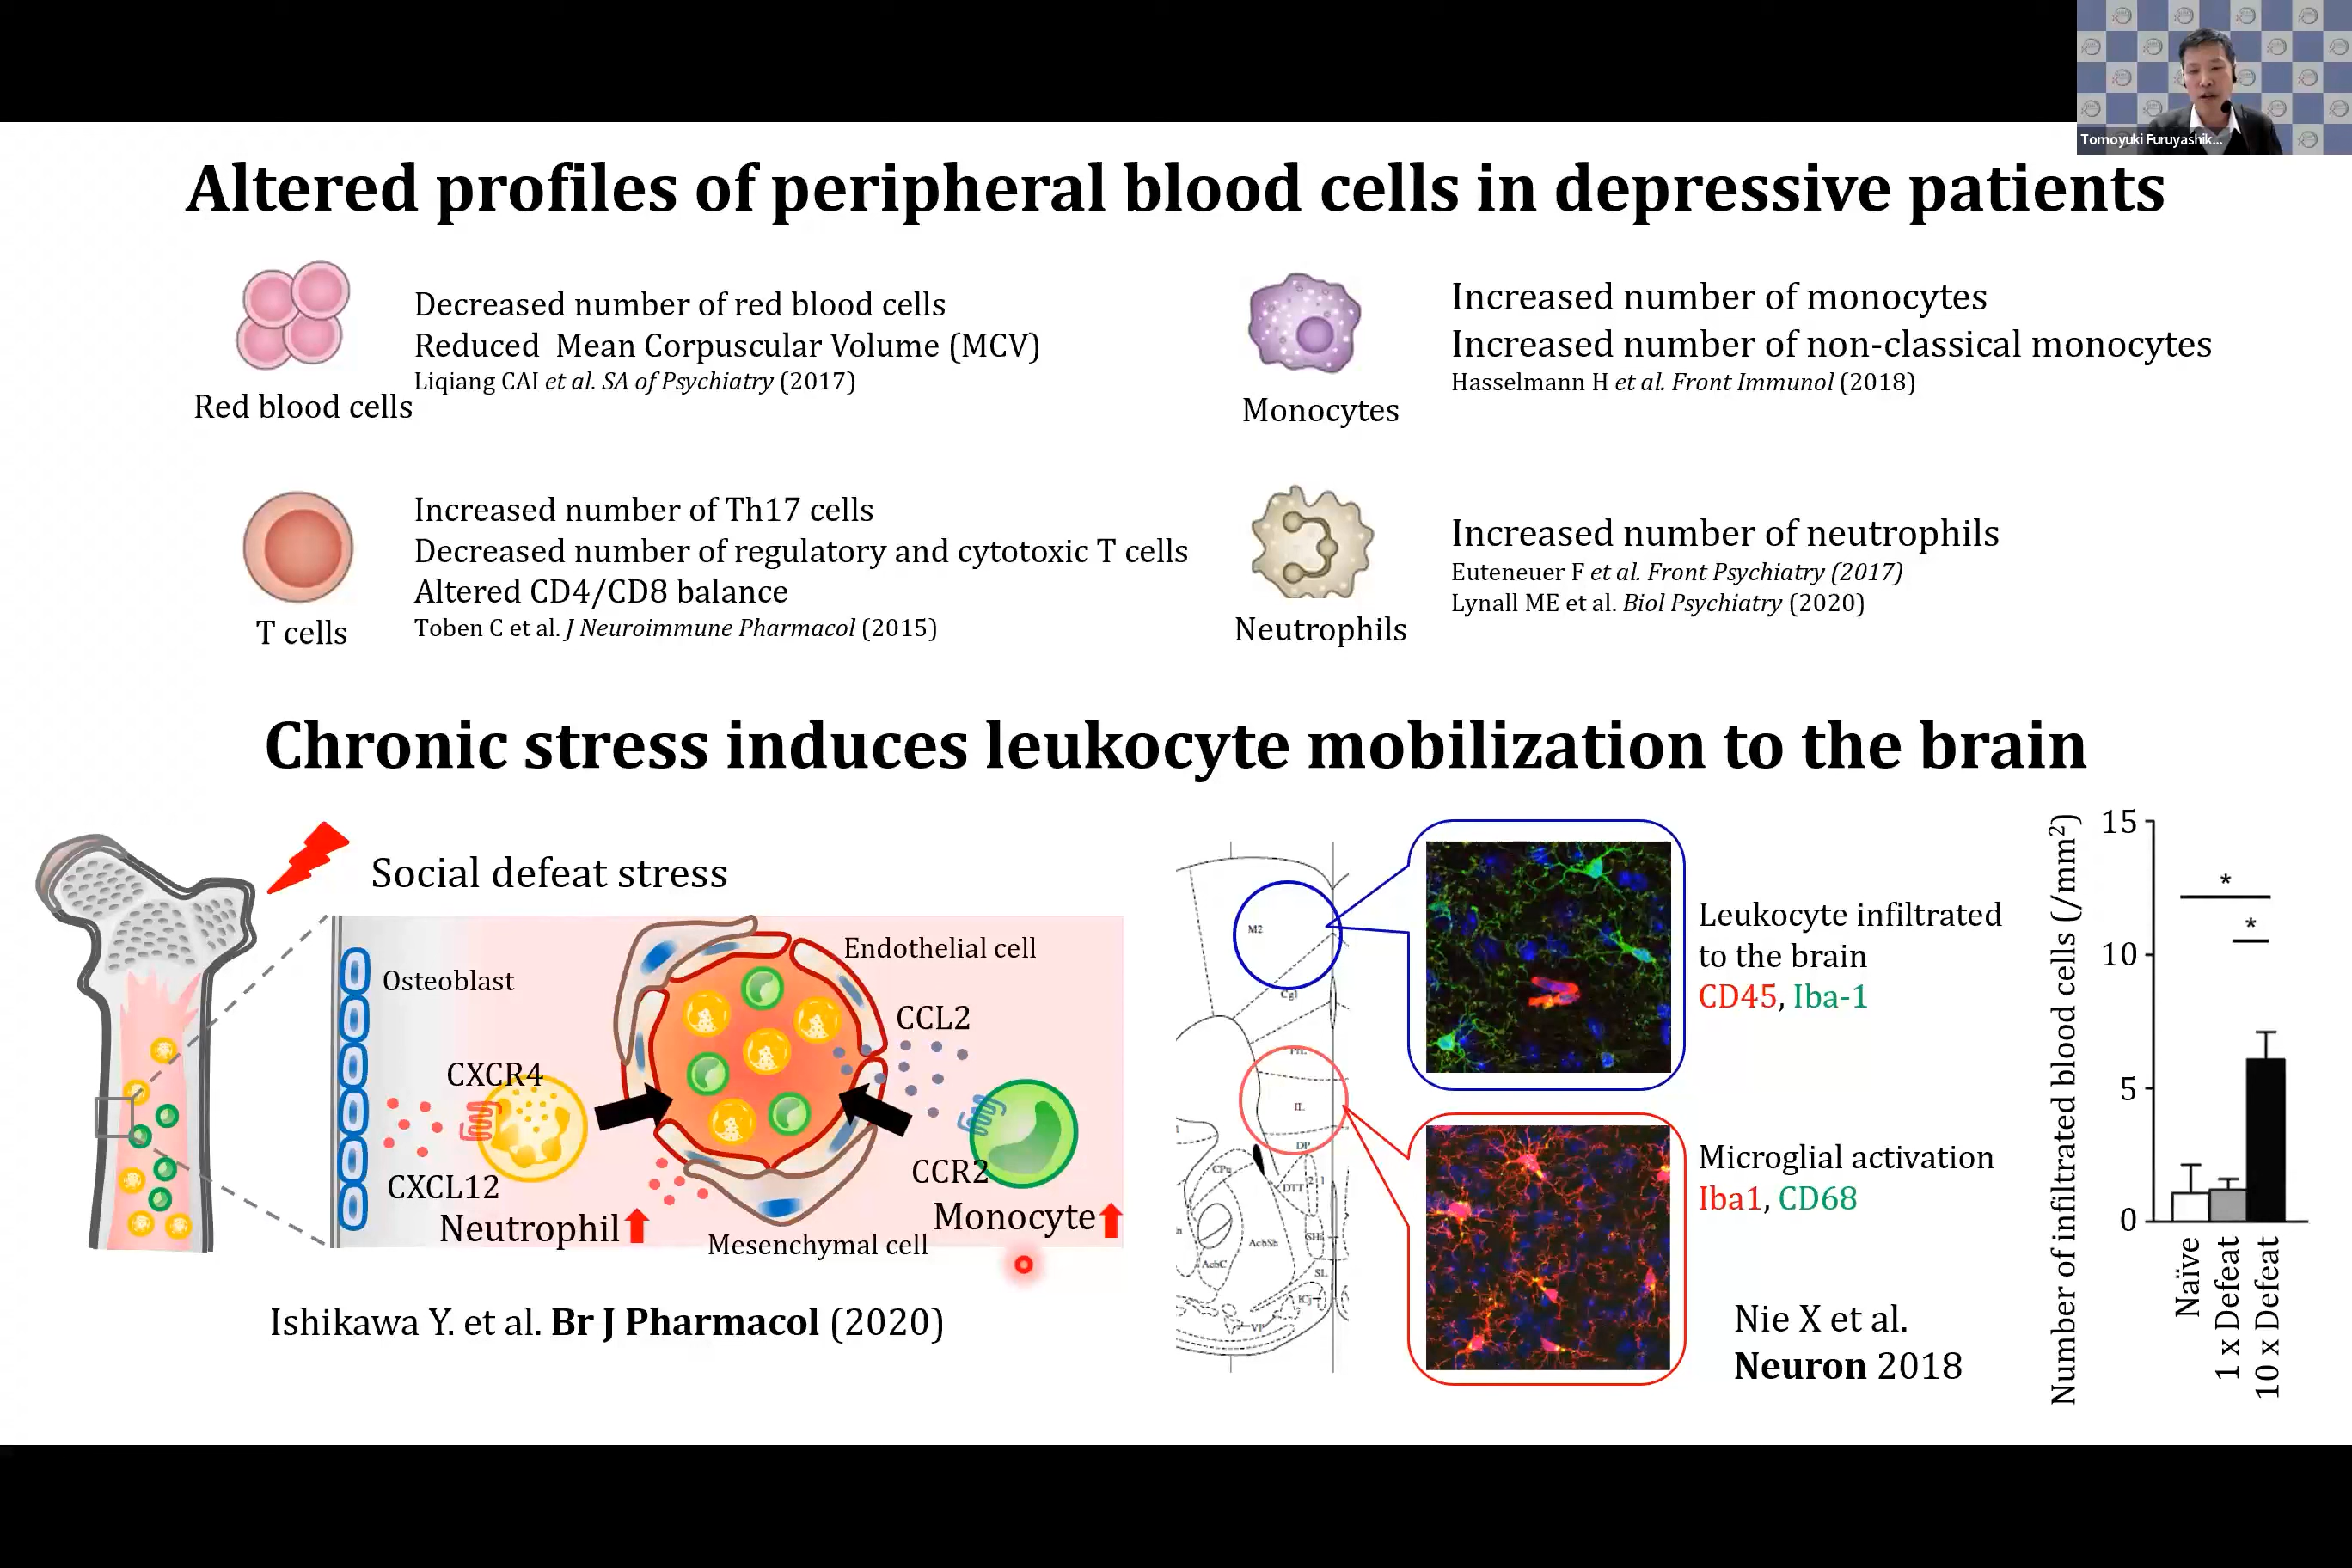 Tomoyuki Furuyashik...
Altered profiles of peripheral blood cells in depressive patients
Red blood cells
Decreased number of red blood cells
Reduced Mean Corpuscular Volume (MCV)
Liqiang CAI et al. SA of Psychiatry (2017)
Monocytes
Increased number of monocytes
Increased number of non-classical monocytes
Hasselmann H et al. Front Immunol (2018)
T cells
Increased number of Th17 cells
Decreased number of regulatory and cytotoxic T cells
Altered CD4/CD8 balance
Toben C et al. J Neuroimmune Pharmacol (2015)
Neutrophils
Increased number of neutrophils
Euteneuer F et al. Front Psychiatry (2017)
Lynall ME et al. Biol Psychiatry (2020)
Chronic stress induces leukocyte mobilization to the brain
Social defeat stress
Osteoblast
Endothelial cell
CCL2
CXCR4
CXCL12
CCR2
Neutrophil
Monocyte
Mesenchymal cell
Ishikawa Y. et al. Br J Pharmacol (2020)
M2
Cg1
IL
DP
CPu
DTT
AcbSh
AcbC
SL
VP
Leukocyte infiltrated
to the brain
CD45, Iba-1
Microglial activation
Iba1, CD68
Nie X et al.
Neuron 2018
Number of infiltrated blood cells (/mm²)
15
10
5
0
*
*
Naïve
1 x Defeat
10 x Defeat